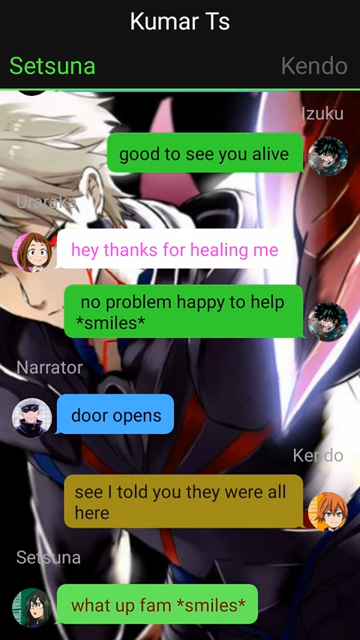 Kumar Ts
Setsuna
Kendo
Izuku
good to see you alive
Uraraka
hey thanks for healing me
no problem happy to help
*smiles*
Narrator
door opens
Kendo
see I told you they were all
here
Setsuna
what up fam *smiles*